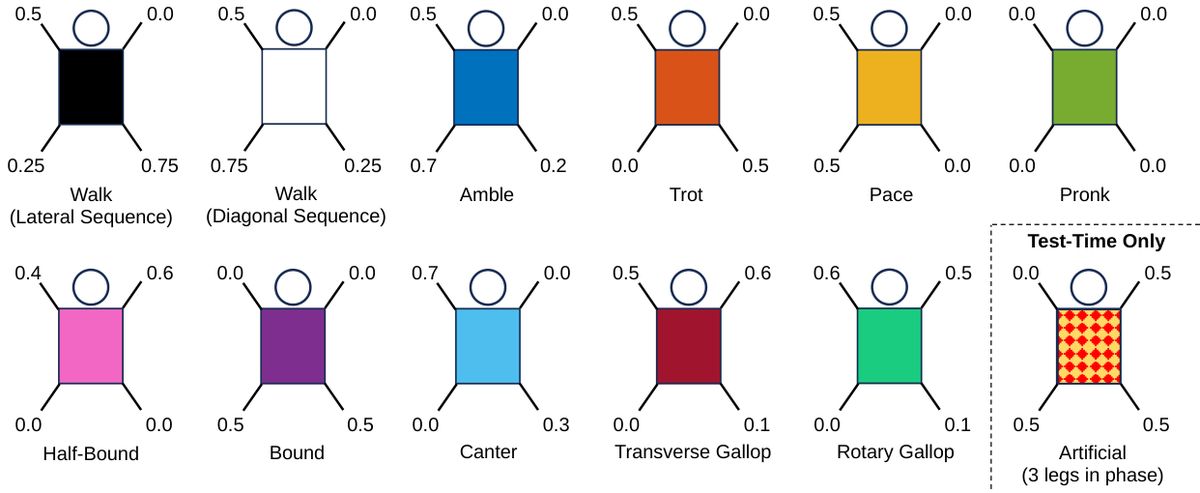 0.5 0.0 0.5 0.0 0.5 0.0 0.5 0.0 0.5 0.0 0.0 0.0
0.25 0.75 0.75 0.25 0.7 0.2 0.0 0.5 0.5 0.0 0.0 0.0
Walk Walk Amble Trot Pace Pronk
(Lateral Sequence) (Diagonal Sequence)
Test-Time Only
0.4 0.6 0.0 0.0 0.7 0.0 0.5 0.6 0.6 0.5 0.0 0.5
0.0 0.0 0.5 0.5 0.0 0.3 0.0 0.1 0.0 0.1 0.5 0.5
Half-Bound Bound Canter Transverse Gallop Rotary Gallop Artificial
(3 legs in phase)